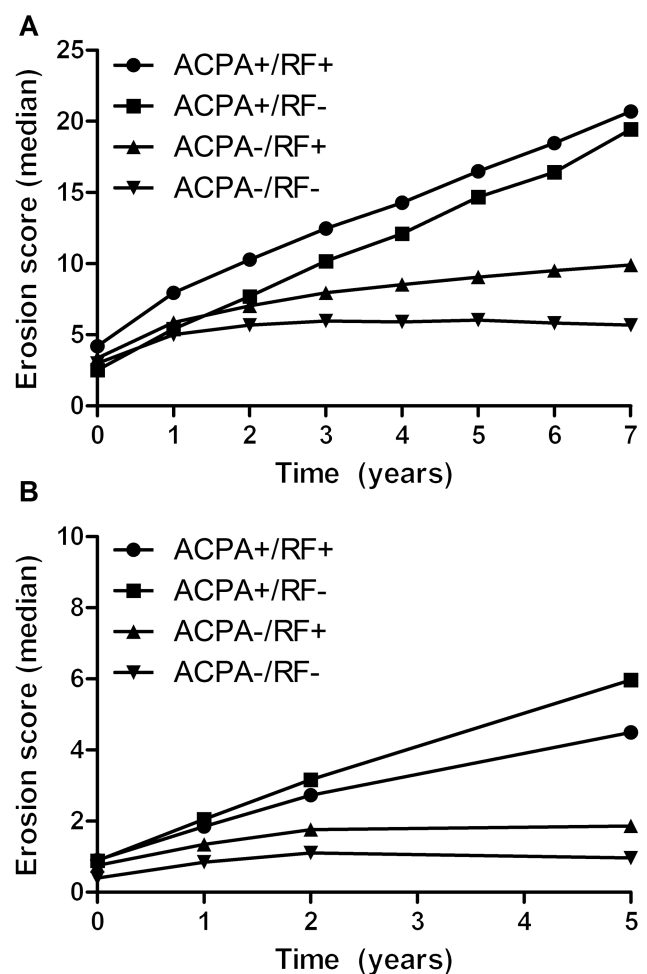 A
25
20
15
10
5
0
Erosion score (median)
ACPA+/RF+
ACPA+/RF-
ACPA-/RF+
ACPA-/RF-
0 1 2 3 4 5 6 7
Time (years)
B
10
8
6
4
2
0
Erosion score (median)
ACPA+/RF+
ACPA+/RF-
ACPA-/RF+
ACPA-/RF-
0 1 2 3 4 5
Time (years)